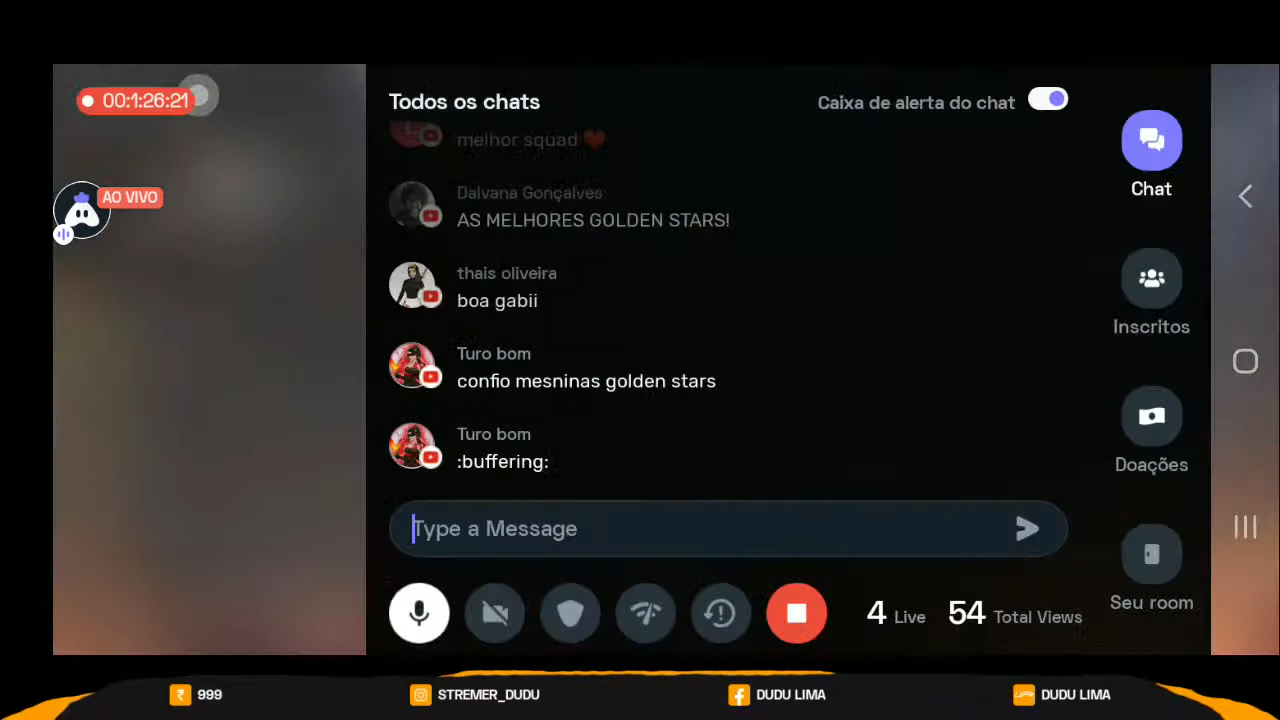 00:1:26:21
AO VIVO
Todos os chats
Caixa de alerta do chat
melhor squad ❤️
Dalvana Gonçalves
AS MELHORES GOLDEN STARS!
thais oliveira
boa gabii
Turo bom
confio mesninas golden stars
Turo bom
:buffering:
Type a Message
4 Live 54 Total Views
Chat
Inscritos
Doações
Seu room
₹ 999
STREMER_DUDU
DUDU LIMA
DUDU LIMA